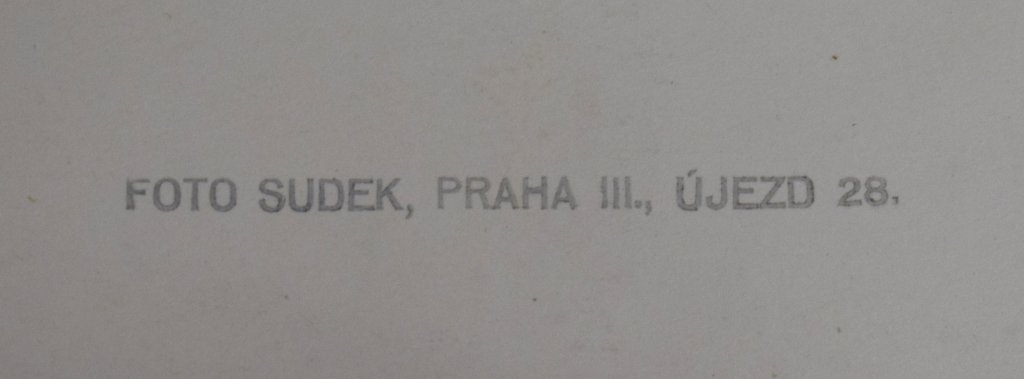 FOTO SUDEK, PRAHA III., ÚJEZD 28.